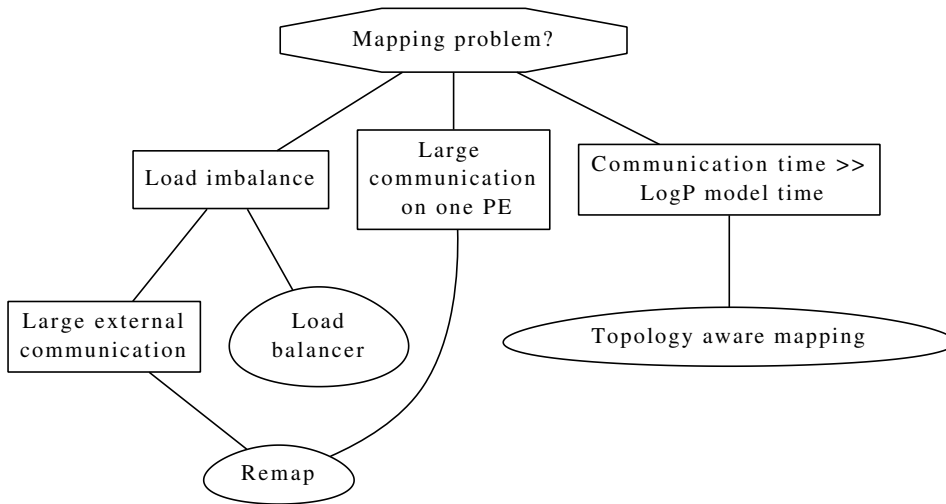 Mapping problem?
Load imbalance
Large
communication
on one PE
Communication time >>
LogP model time
Large external
communication
Load
balancer
Topology aware mapping
Remap